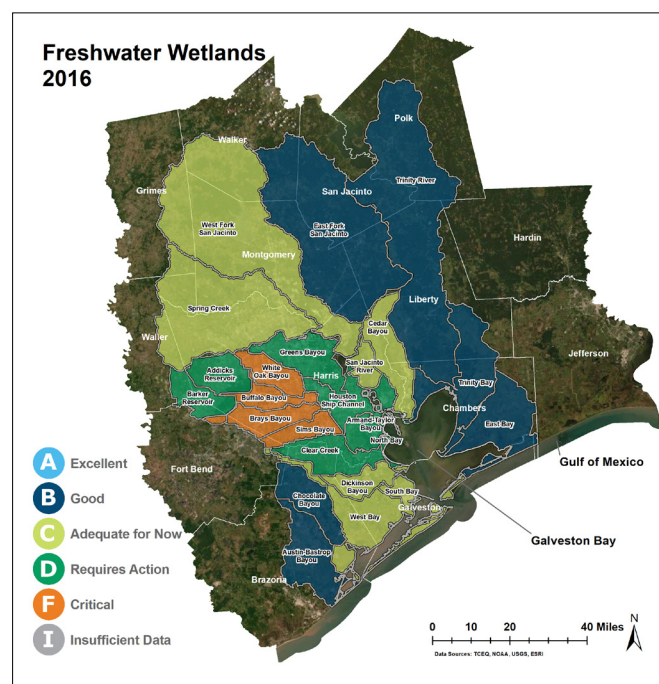 Freshwater Wetlands
2016
Polk
Walker
Trinity River
Grimes
San Jacinto
West Fork
San Jacinto
East Fork
San Jacinto
Hardin
Montgomery
Liberty
Spring Creek
Cedar
Bayou
Waller
Jefferson
Greens Bayou
San Jacinto
River
Addicks
Reservoir
White
Oak Bayou
Harris
Trinity Bay
Barker
Reservoir
Buffalo Bayou
Houston
Ship Channel
Chambers
Brays Bayou
Armand-Taylor
Bayou
East Bay
Sims Bayou
North Bay
Clear Creek
A Excellent
Fort Bend
Gulf of Mexico
Dickinson
Bayou
South Bay
B Good
Chocolate
Bayou
Galveston
West Bay
C Adequate for Now
Galveston Bay
Austin-Bastrop
Bayou
D Requires Action
Brazoria
F Critical
I Insufficient Data
0 10 20 40 Miles
N
Data Sources: TCEQ, NOAA, USGS, ESRI